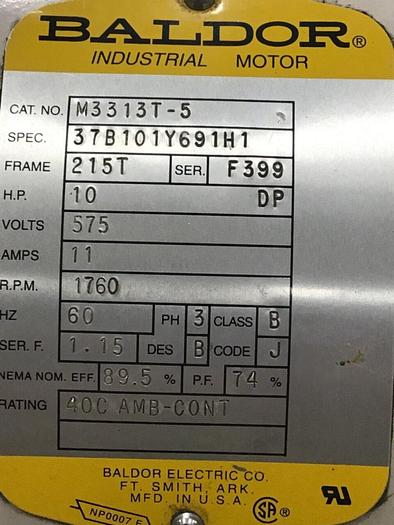 BALDOR®
INDUSTRIAL MOTOR
CAT. NO. M3313T-5
SPEC. 37B101Y691H1
FRAME 215T SER. F399
H.P. 10 DP
VOLTS 575
AMPS 11
R.P.M. 1760
HZ 60 PH 3 CLASS B
SER. F. 1.15 DES B CODE J
NEMA NOM. EFF. 89.5 % P.F. 74 %
RATING 40C AMB-CONT
BALDOR ELECTRIC CO.
FT. SMITH, ARK.
MFD. IN U.S.A.
NP0007 F SA®